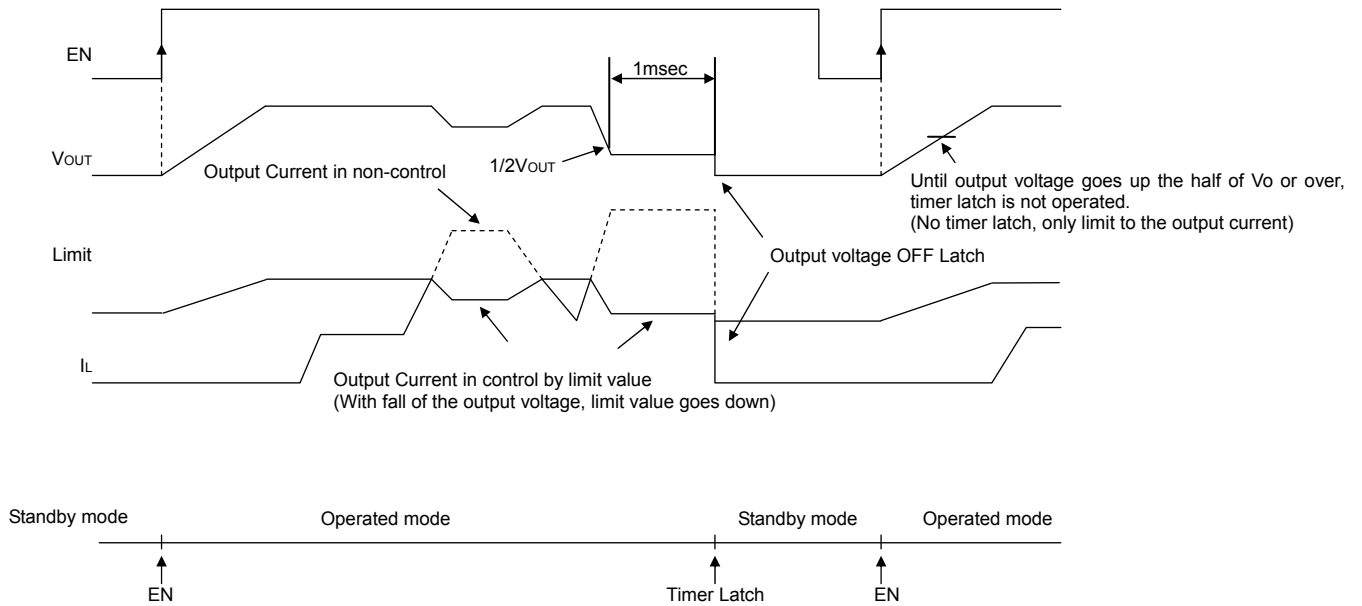 EN
1msec
VOUT
1/2VOUT
Output Current in non-control
Until output voltage goes up the half of Vo or over,
timer latch is not operated.
(No timer latch, only limit to the output current)
Limit
Output voltage OFF Latch
IL
Output Current in control by limit value
(With fall of the output voltage, limit value goes down)
Standby mode
Operated mode
Standby mode
Operated mode
EN
Timer Latch
EN